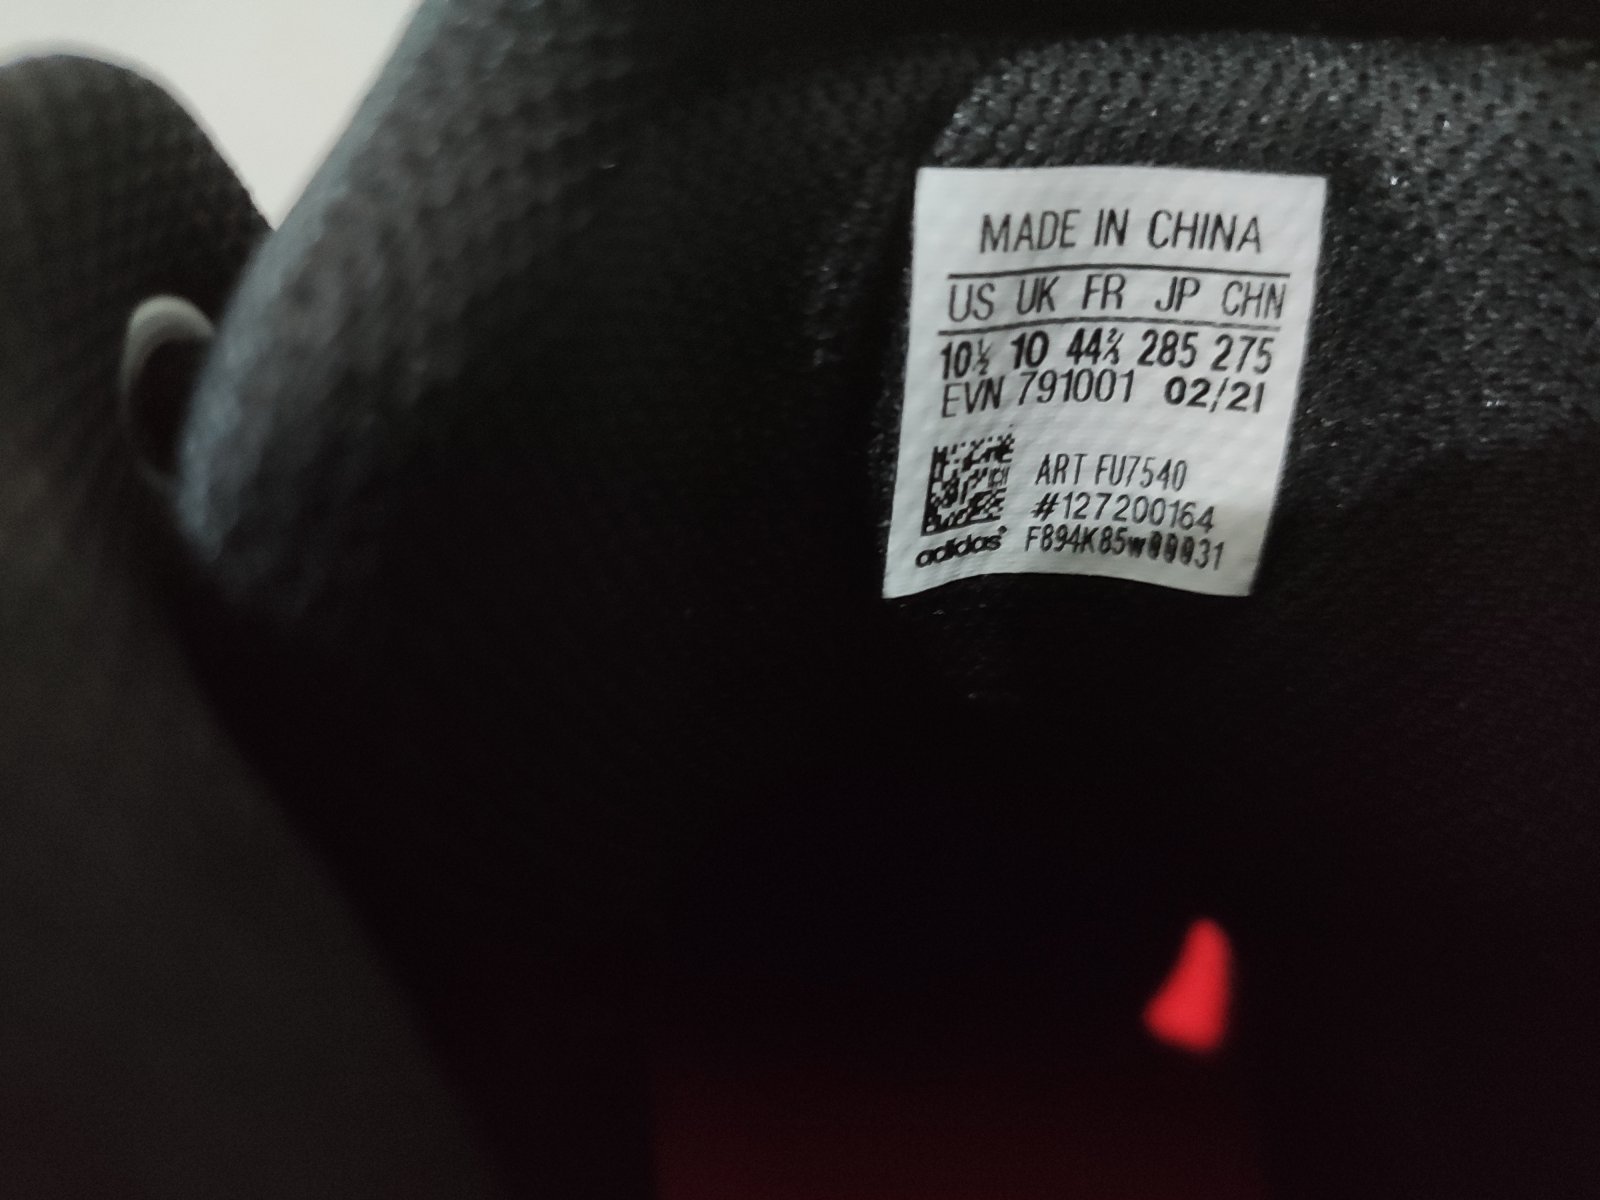 MADE IN CHINA
US UK FR JP CHN
10½ 10 44⅔ 285 275
EVN 791001 02/21
ART FU7540
#127200164
adidas F894K85w00031